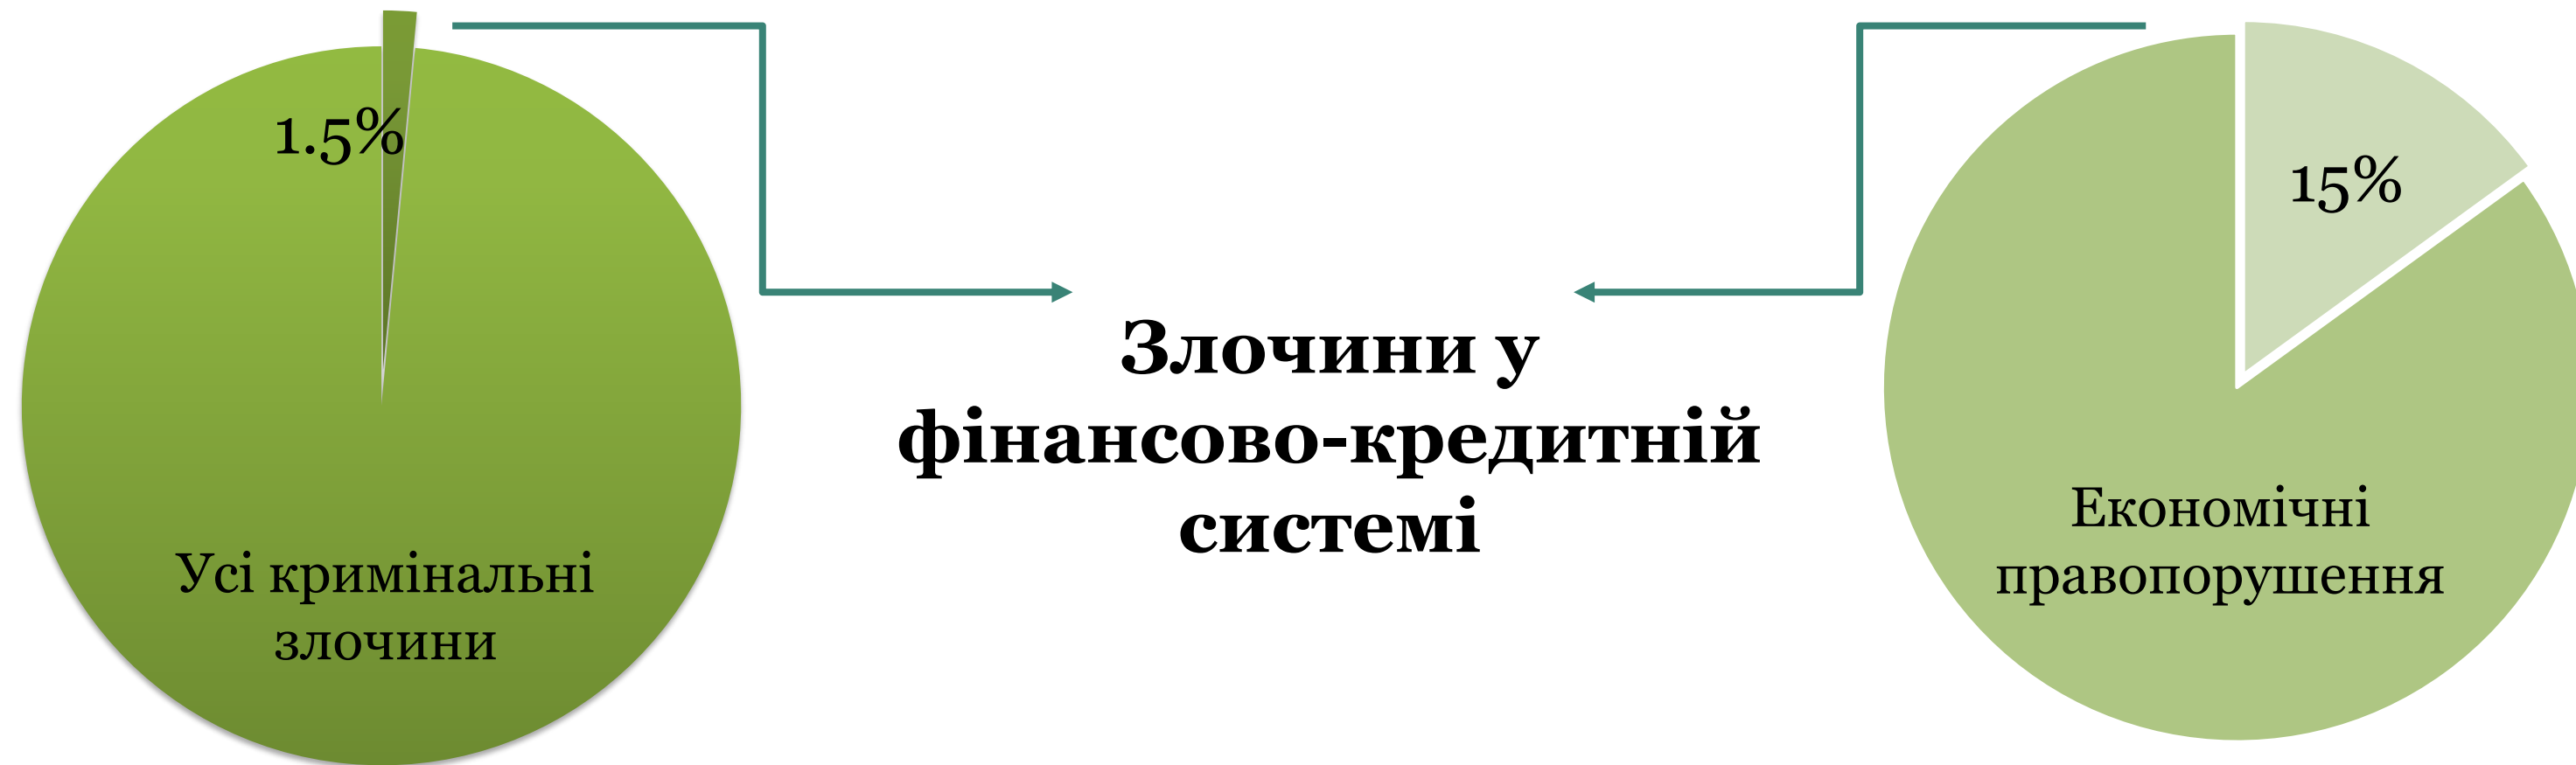 1.5%
Усі кримінальні
злочини
Злочини у
фінансово-кредитній
системі
15%
Економічні
правопорушення